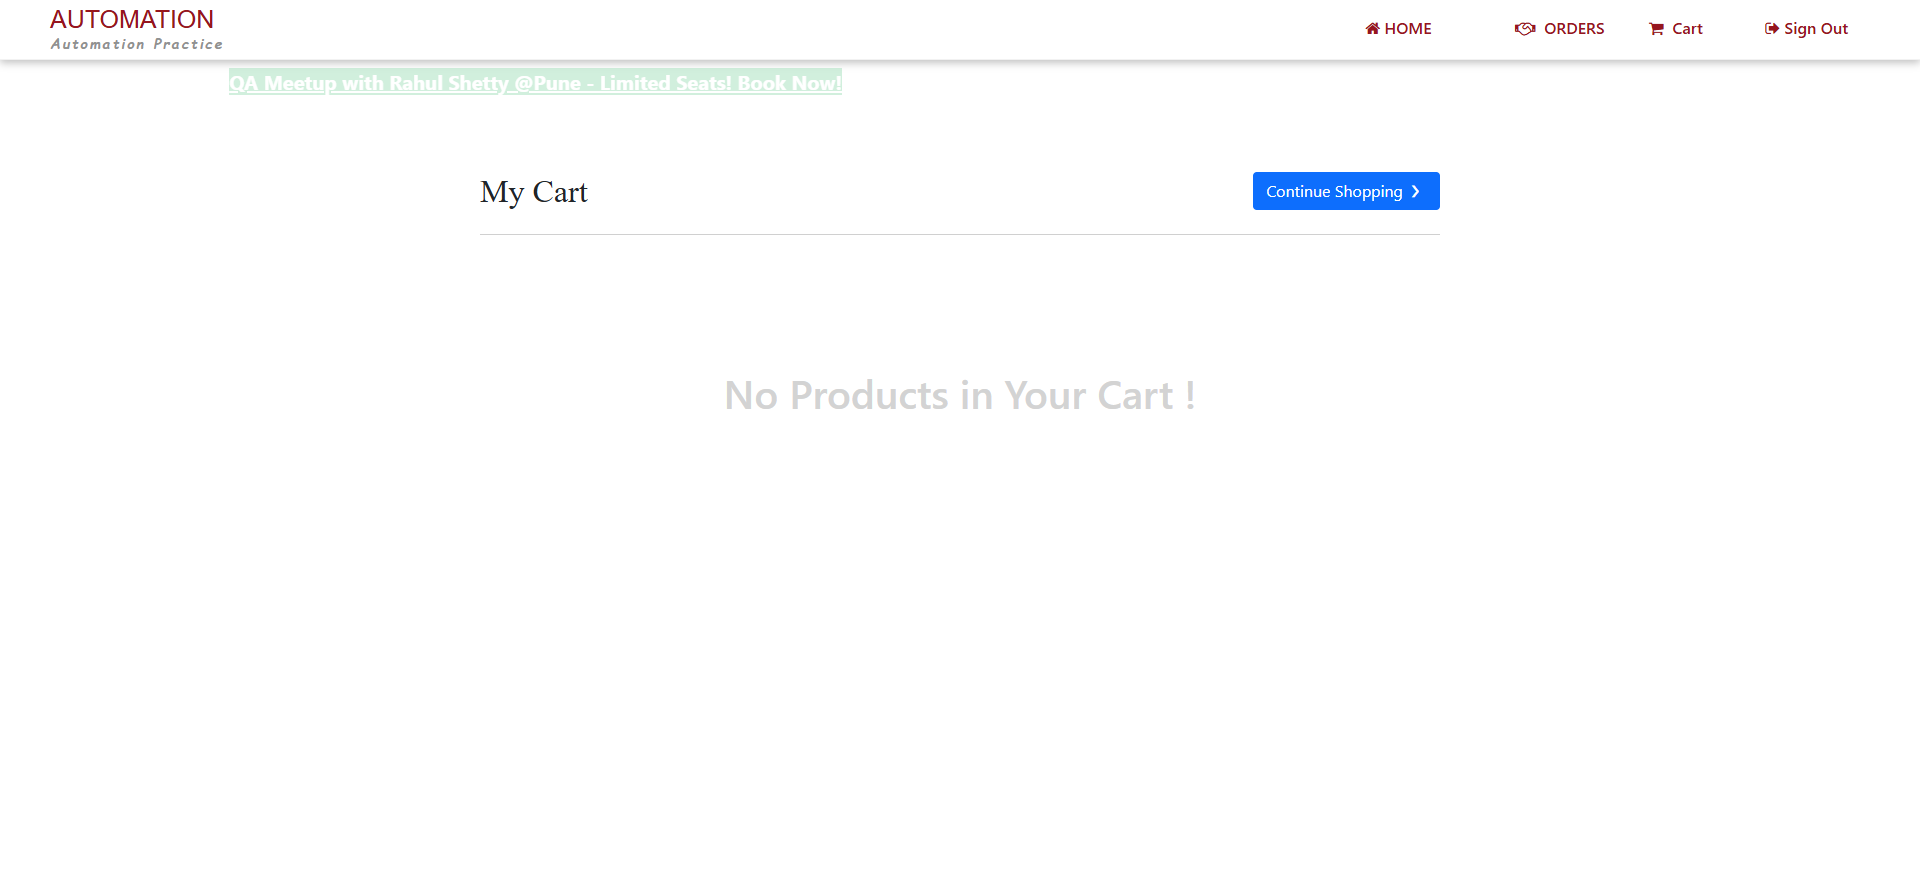 AUTOMATION
Automation Practice
HOME
ORDERS
Cart
Sign Out
QA Meetup with Rahul Shetty @Pune - Limited Seats! Book Now!
My Cart
Continue Shopping ❯
No Products in Your Cart !